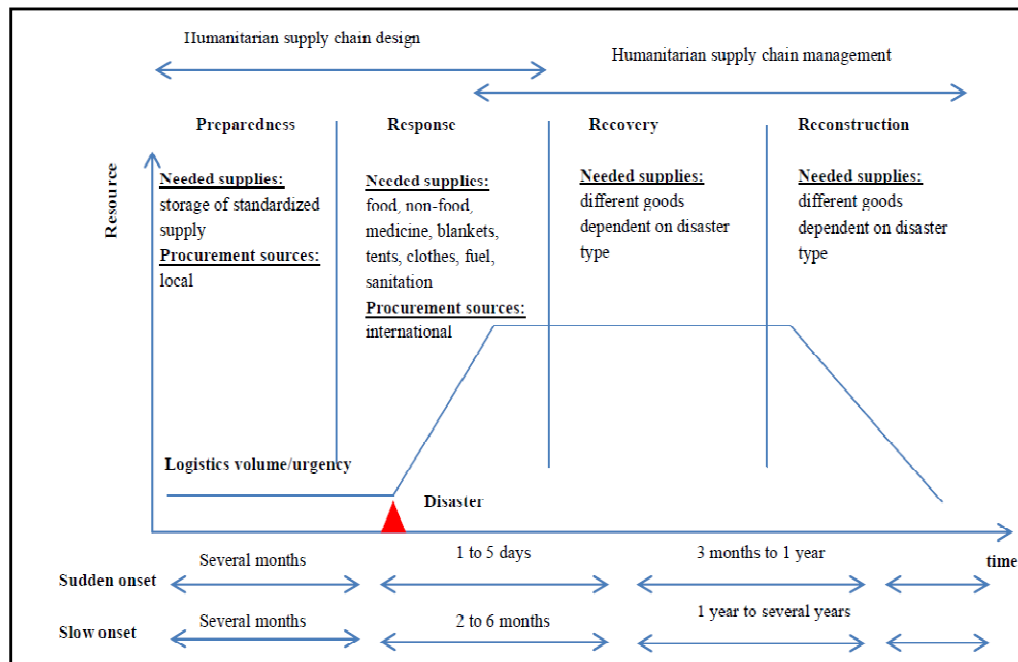 Humanitarian supply chain design
Humanitarian supply chain management
Preparedness
Response
Recovery
Reconstruction
Resource
Needed supplies:
storage of standardized
supply
Procurement sources:
local
Needed supplies:
food, non-food,
medicine, blankets,
tents, clothes, fuel,
sanitation
Procurement sources:
international
Needed supplies:
different goods
dependent on disaster
type
Needed supplies:
different goods
dependent on disaster
type
Logistics volume/urgency
Disaster
time
Several months
1 to 5 days
3 months to 1 year
Sudden onset
Several months
2 to 6 months
1 year to several years
Slow onset